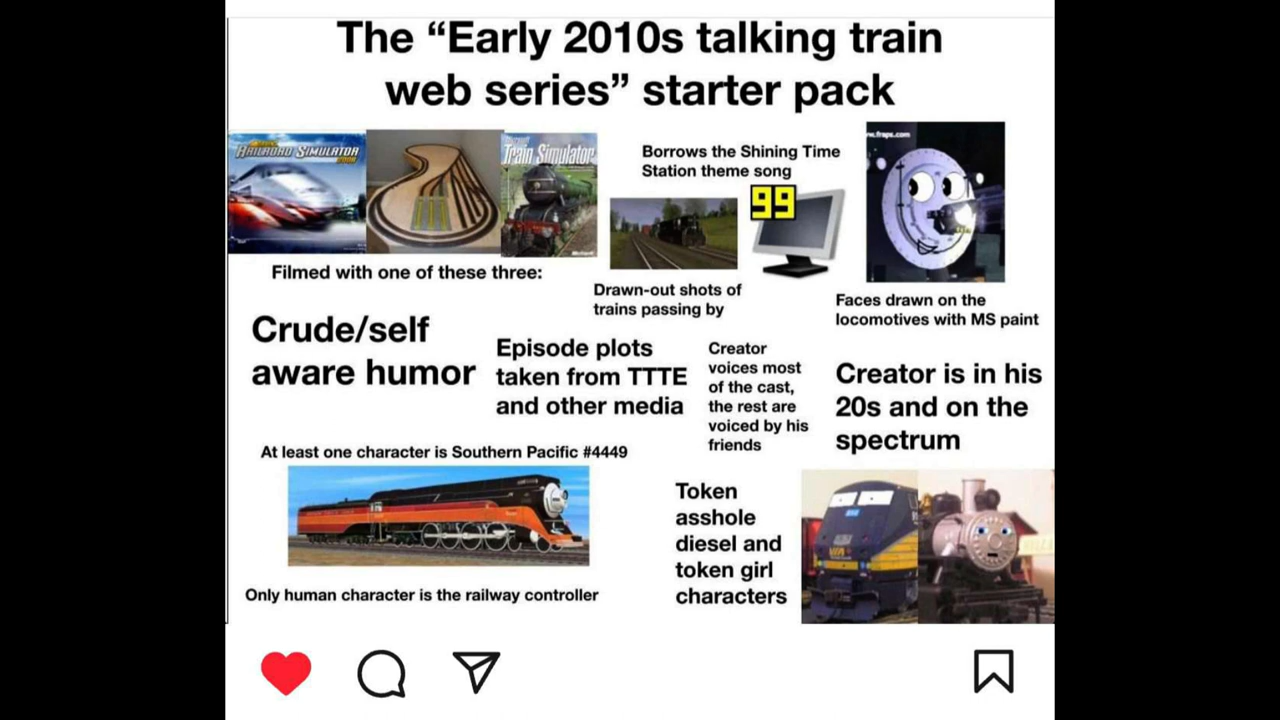 The “Early 2010s talking train
web series” starter pack
RAILROAD SIMULATOR
Train Simulator
Filmed with one of these three:
Borrows the Shining Time
Station theme song
99
Drawn-out shots of
trains passing by
w.fraps.com
Faces drawn on the
locomotives with MS paint
Crude/self
aware humor
Episode plots
taken from TTTE
and other media
Creator
voices most
of the cast,
the rest are
voiced by his
friends
Creator is in his
20s and on the
spectrum
At least one character is Southern Pacific #4449
Only human character is the railway controller
Token
asshole
diesel and
token girl
characters
VIA